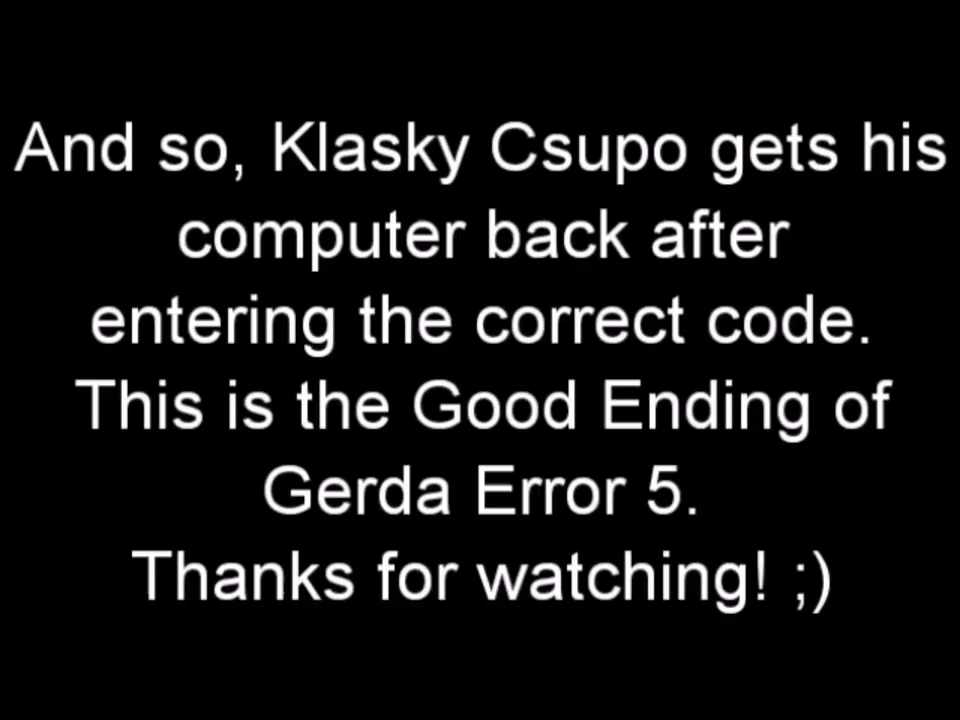 And so, Klasky Csupo gets his
computer back after
entering the correct code.
This is the Good Ending of
Gerda Error 5.
Thanks for watching! ;)